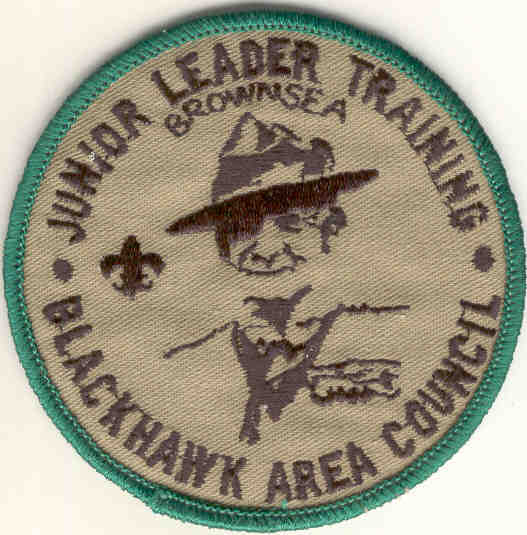 JUNIOR LEADER TRAINING
BROWNSEA
BLACKHAWK AREA COUNCIL